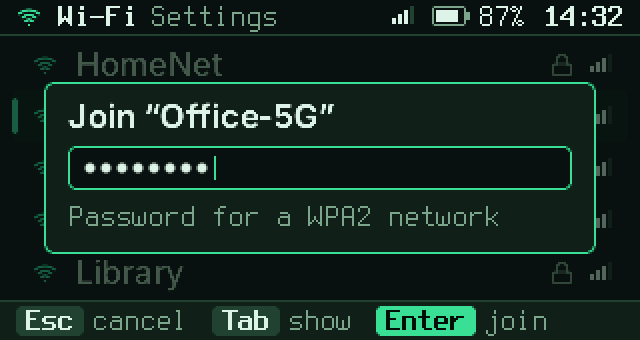 Wi-Fi Settings 87% 14:32
HomeNet
Join “Office-5G”
••••••••
Password for a WPA2 network
Library
Esc cancel Tab show Enter join